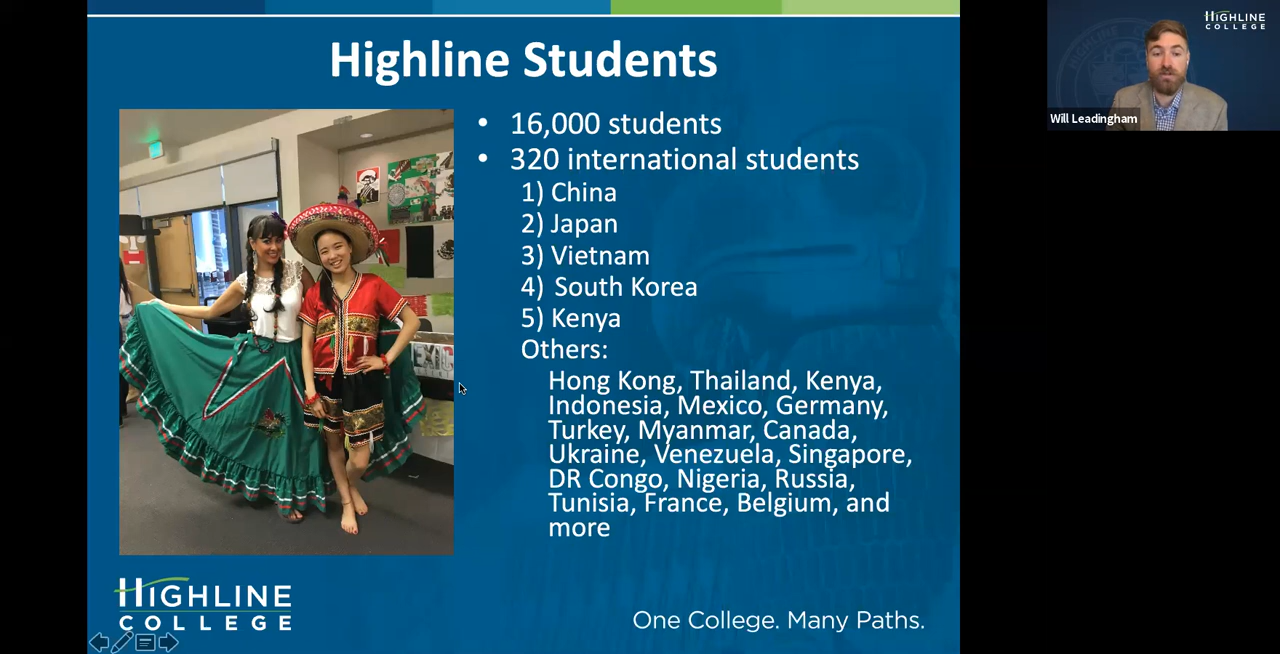 Highline Students
• 16,000 students
• 320 international students
1) China
2) Japan
3) Vietnam
4) South Korea
5) Kenya
Others:
Hong Kong, Thailand, Kenya,
Indonesia, Mexico, Germany,
Turkey, Myanmar, Canada,
Ukraine, Venezuela, Singapore,
DR Congo, Nigeria, Russia,
Tunisia, France, Belgium, and
more
HIGHLINE
COLLEGE
One College. Many Paths.
HIGHLINE
COLLEGE
Will Leadingham